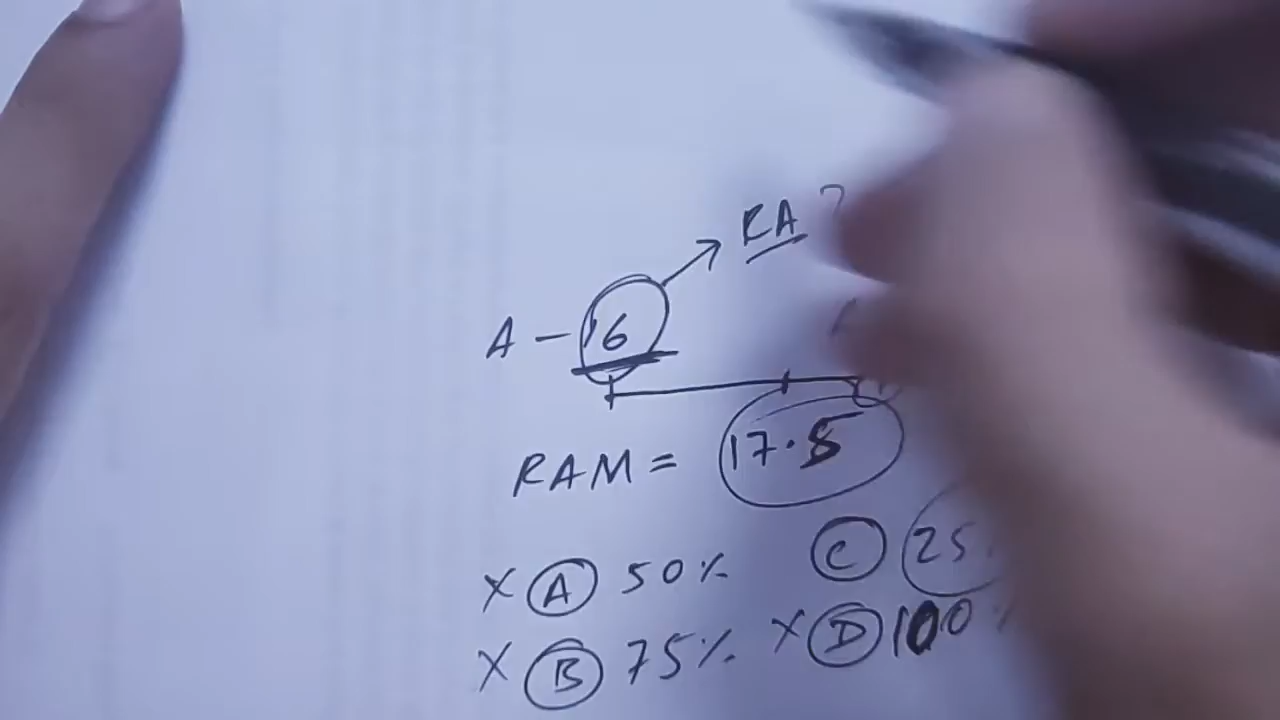 RA ?
A - 16
RAM = 17.5
X A 50% C 25
X B 75% X D 100%